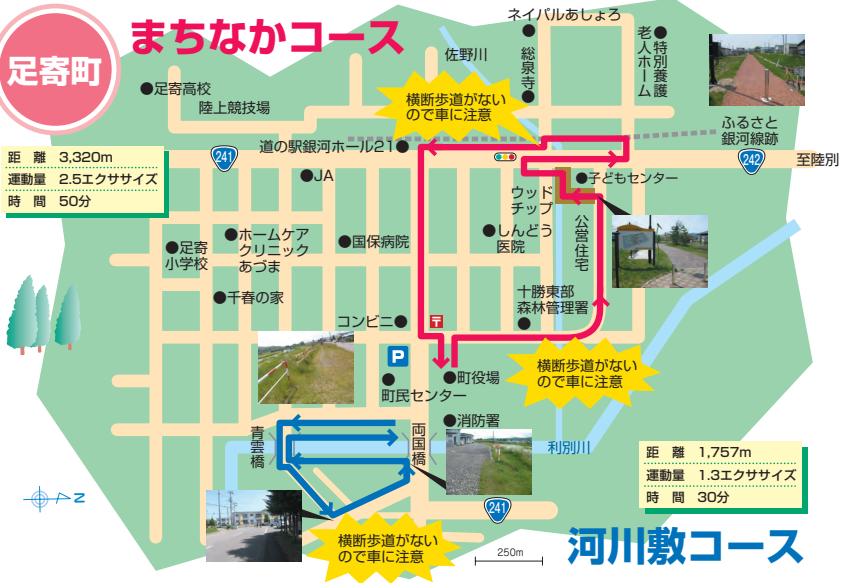 足寄町
まちなかコース
距 離 3,320m
運動量 2.5エクササイズ
時 間 50分
足寄高校
陸上競技場
佐野川
ネイパルあしょろ
総泉寺
特別養護
老人ホーム
横断歩道がない
ので車に注意
ふるさと
銀河線跡
241
道の駅銀河ホール21
242
至陸別
JA
子どもセンター
ウッド
チップ
公営住宅
足寄
小学校
ホームケア
クリニック
あづま
国保病院
しんどう
医院
千春の家
十勝東部
森林管理署
コンビニ
〒
P
町民センター
町役場
横断歩道がない
ので車に注意
消防署
青雲橋
両国橋
利別川
距 離 1,757m
運動量 1.3エクササイズ
時 間 30分
N
241
横断歩道がない
ので車に注意
250m
河川敷コース